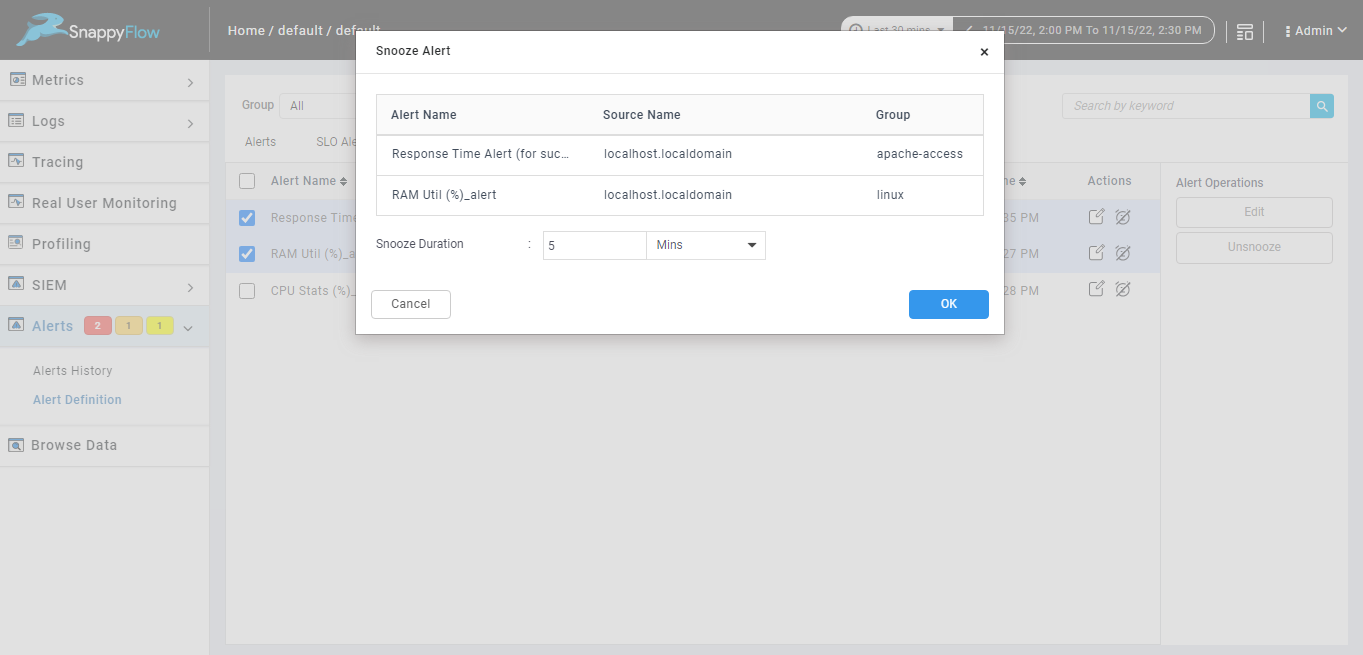 SnappyFlow
Home / default / default
Last 30 mins
11/15/22, 2:00 PM To 11/15/22, 2:30 PM
Admin
Metrics
Logs
Tracing
Real User Monitoring
Profiling
SIEM
Alerts 2 1 1
Alerts History
Alert Definition
Browse Data
Snooze Alert
×
Alert Name Source Name Group
Response Time Alert (for suc... localhost.localdomain apache-access
RAM Util (%)_alert localhost.localdomain linux
Snooze Duration : 5 Mins
Cancel OK
Group All
Search by keyword
Alerts SLO Ale
Alert Name Actions
Response Time 35 PM
RAM Util (%)_a 27 PM
CPU Stats (%)_ 28 PM
Alert Operations
Edit
Unsnooze